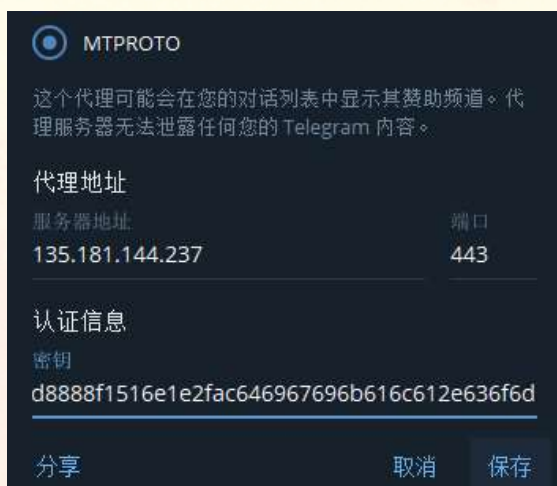 MTPROTO
这个代理可能会在您的对话列表中显示其赞助频道。代
理服务器无法泄露任何您的 Telegram 内容。
代理地址
服务器地址 端口
135.181.144.237 443
认证信息
密钥
d8888f1516e1e2fac646967696b616c612e636f6d
分享 取消 保存